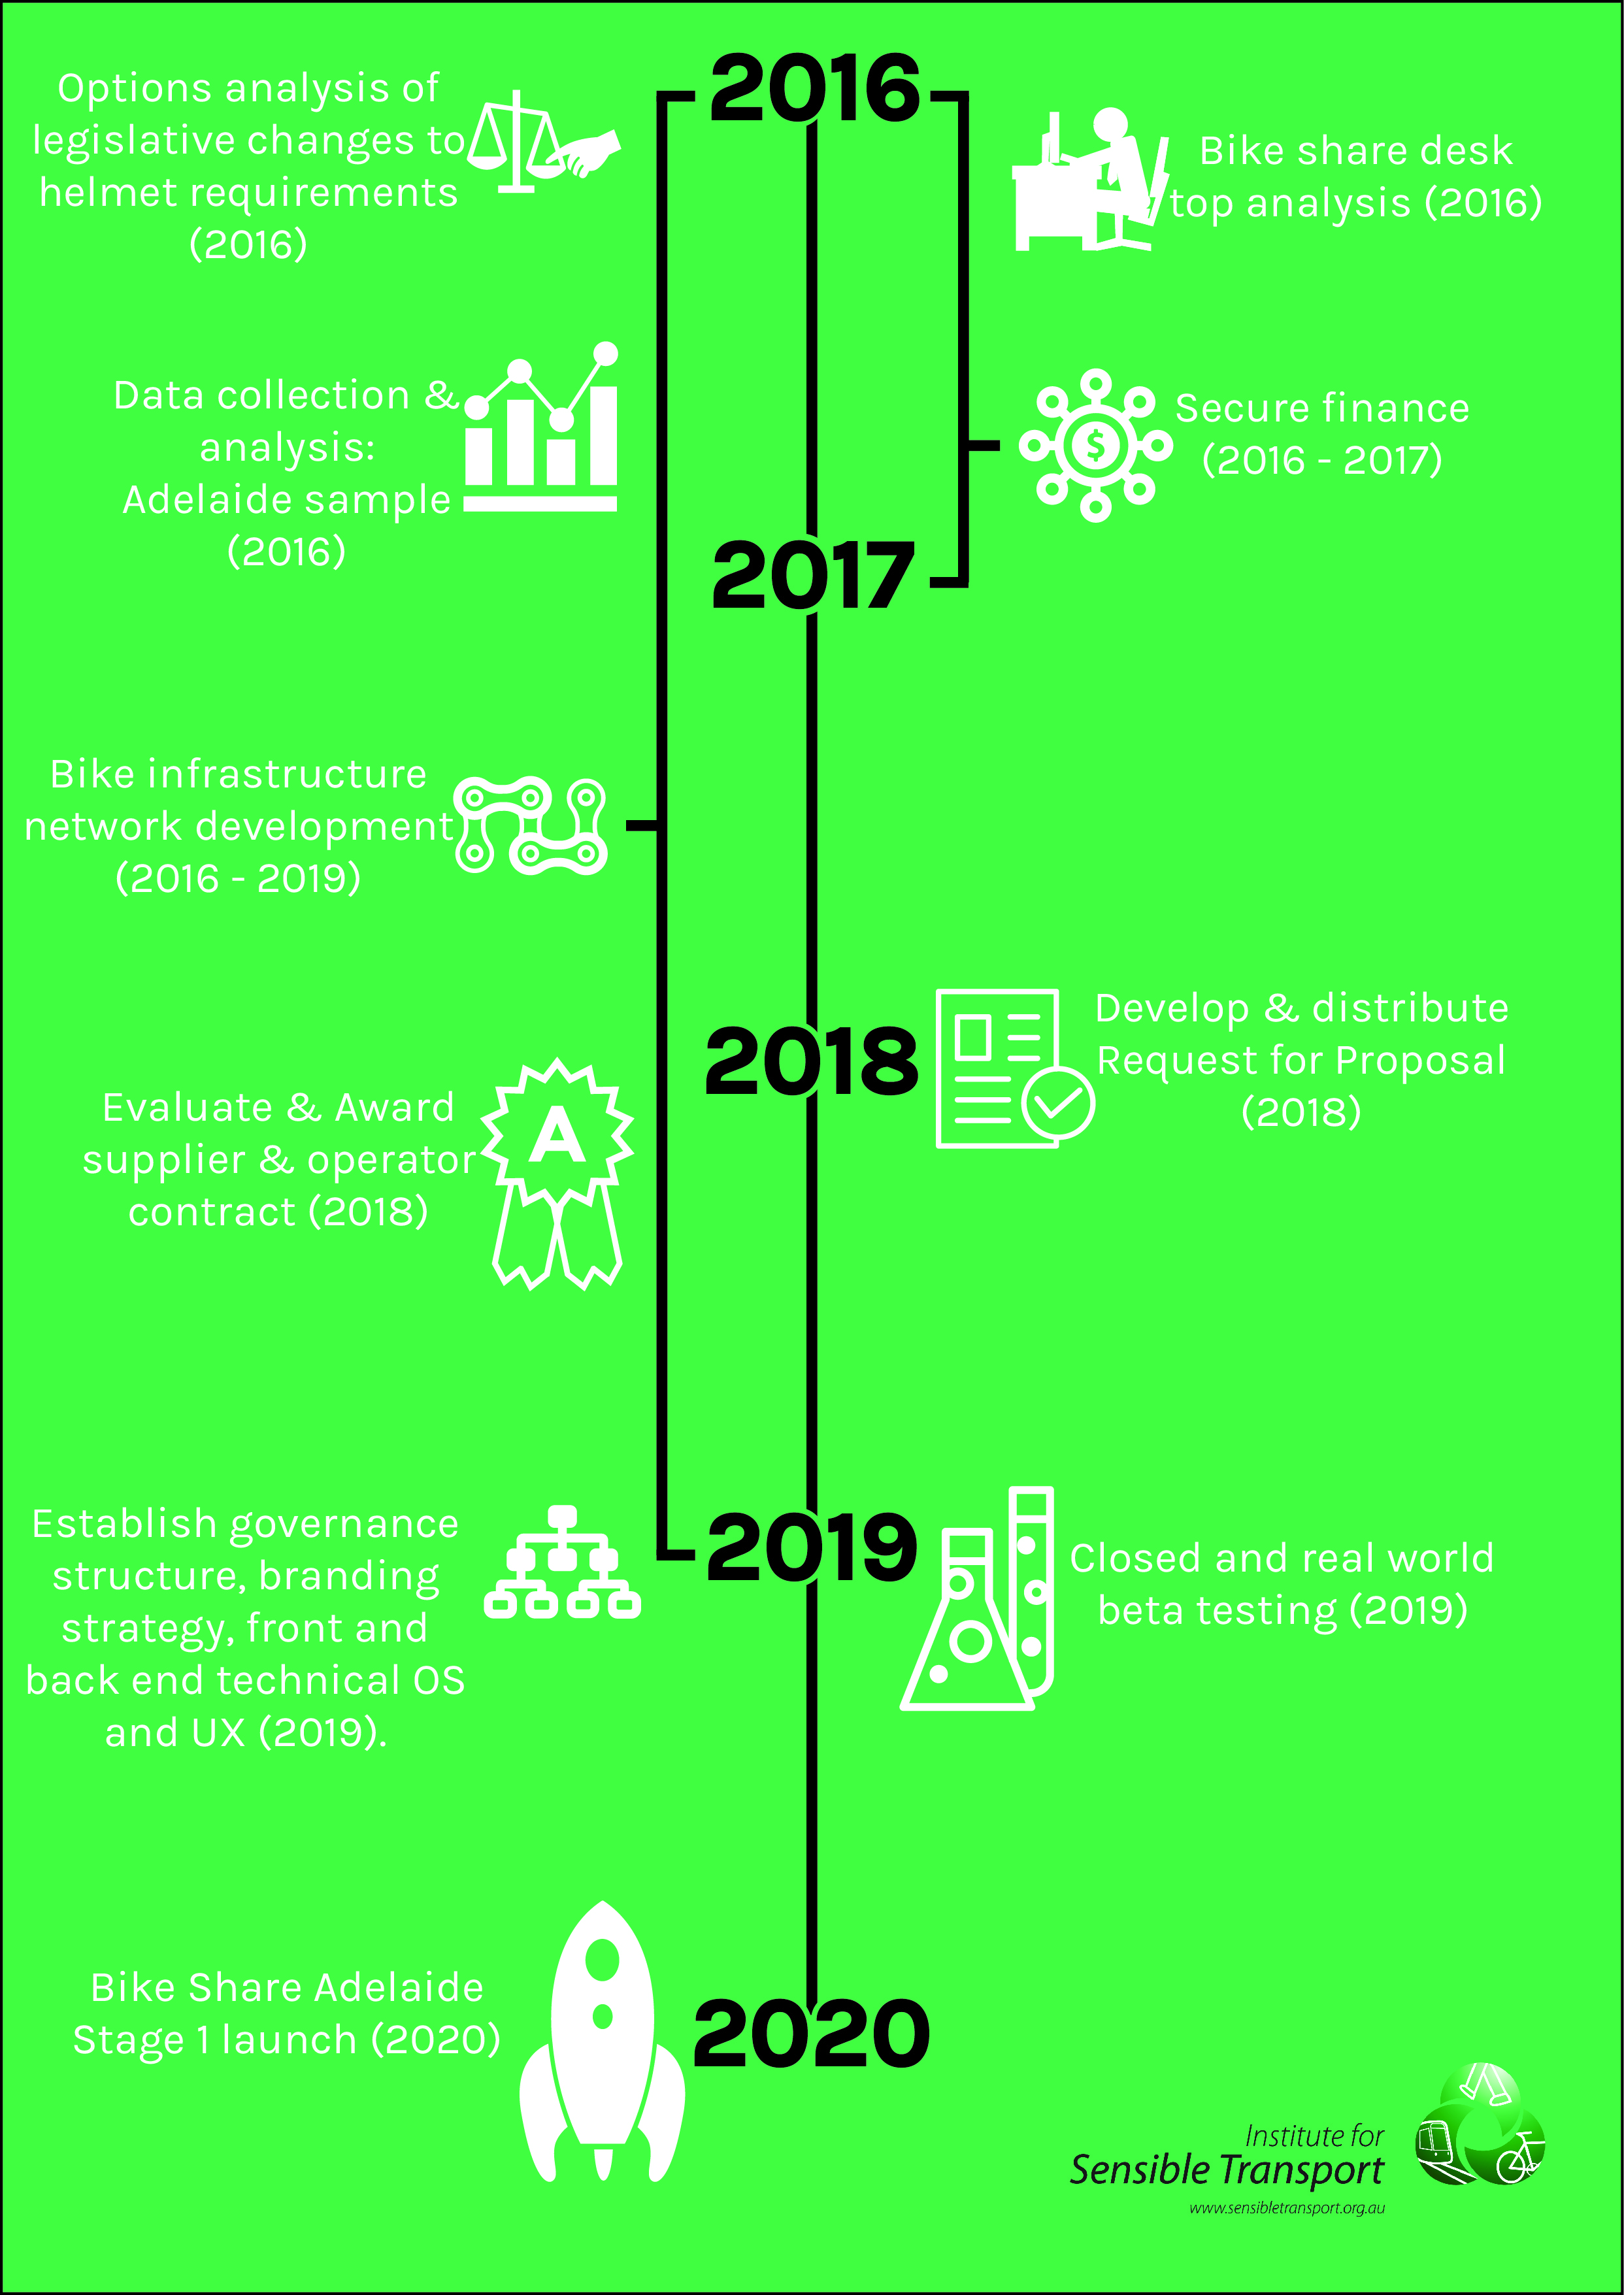 2016
Options analysis of
legislative changes to
helmet requirements
(2016)
Bike share desk
top analysis (2016)
Data collection &
analysis:
Adelaide sample
(2016)
$
Secure finance
(2016 - 2017)
2017
Bike infrastructure
network development
(2016 - 2019)
2018
Develop & distribute
Request for Proposal
(2018)
Evaluate & Award
supplier & operator
contract (2018)
A
2019
Establish governance
structure, branding
strategy, front and
back end technical OS
and UX (2019).
Closed and real world
beta testing (2019)
Bike Share Adelaide
Stage 1 launch (2020)
2020
Institute for
Sensible Transport
www.sensibletransport.org.au